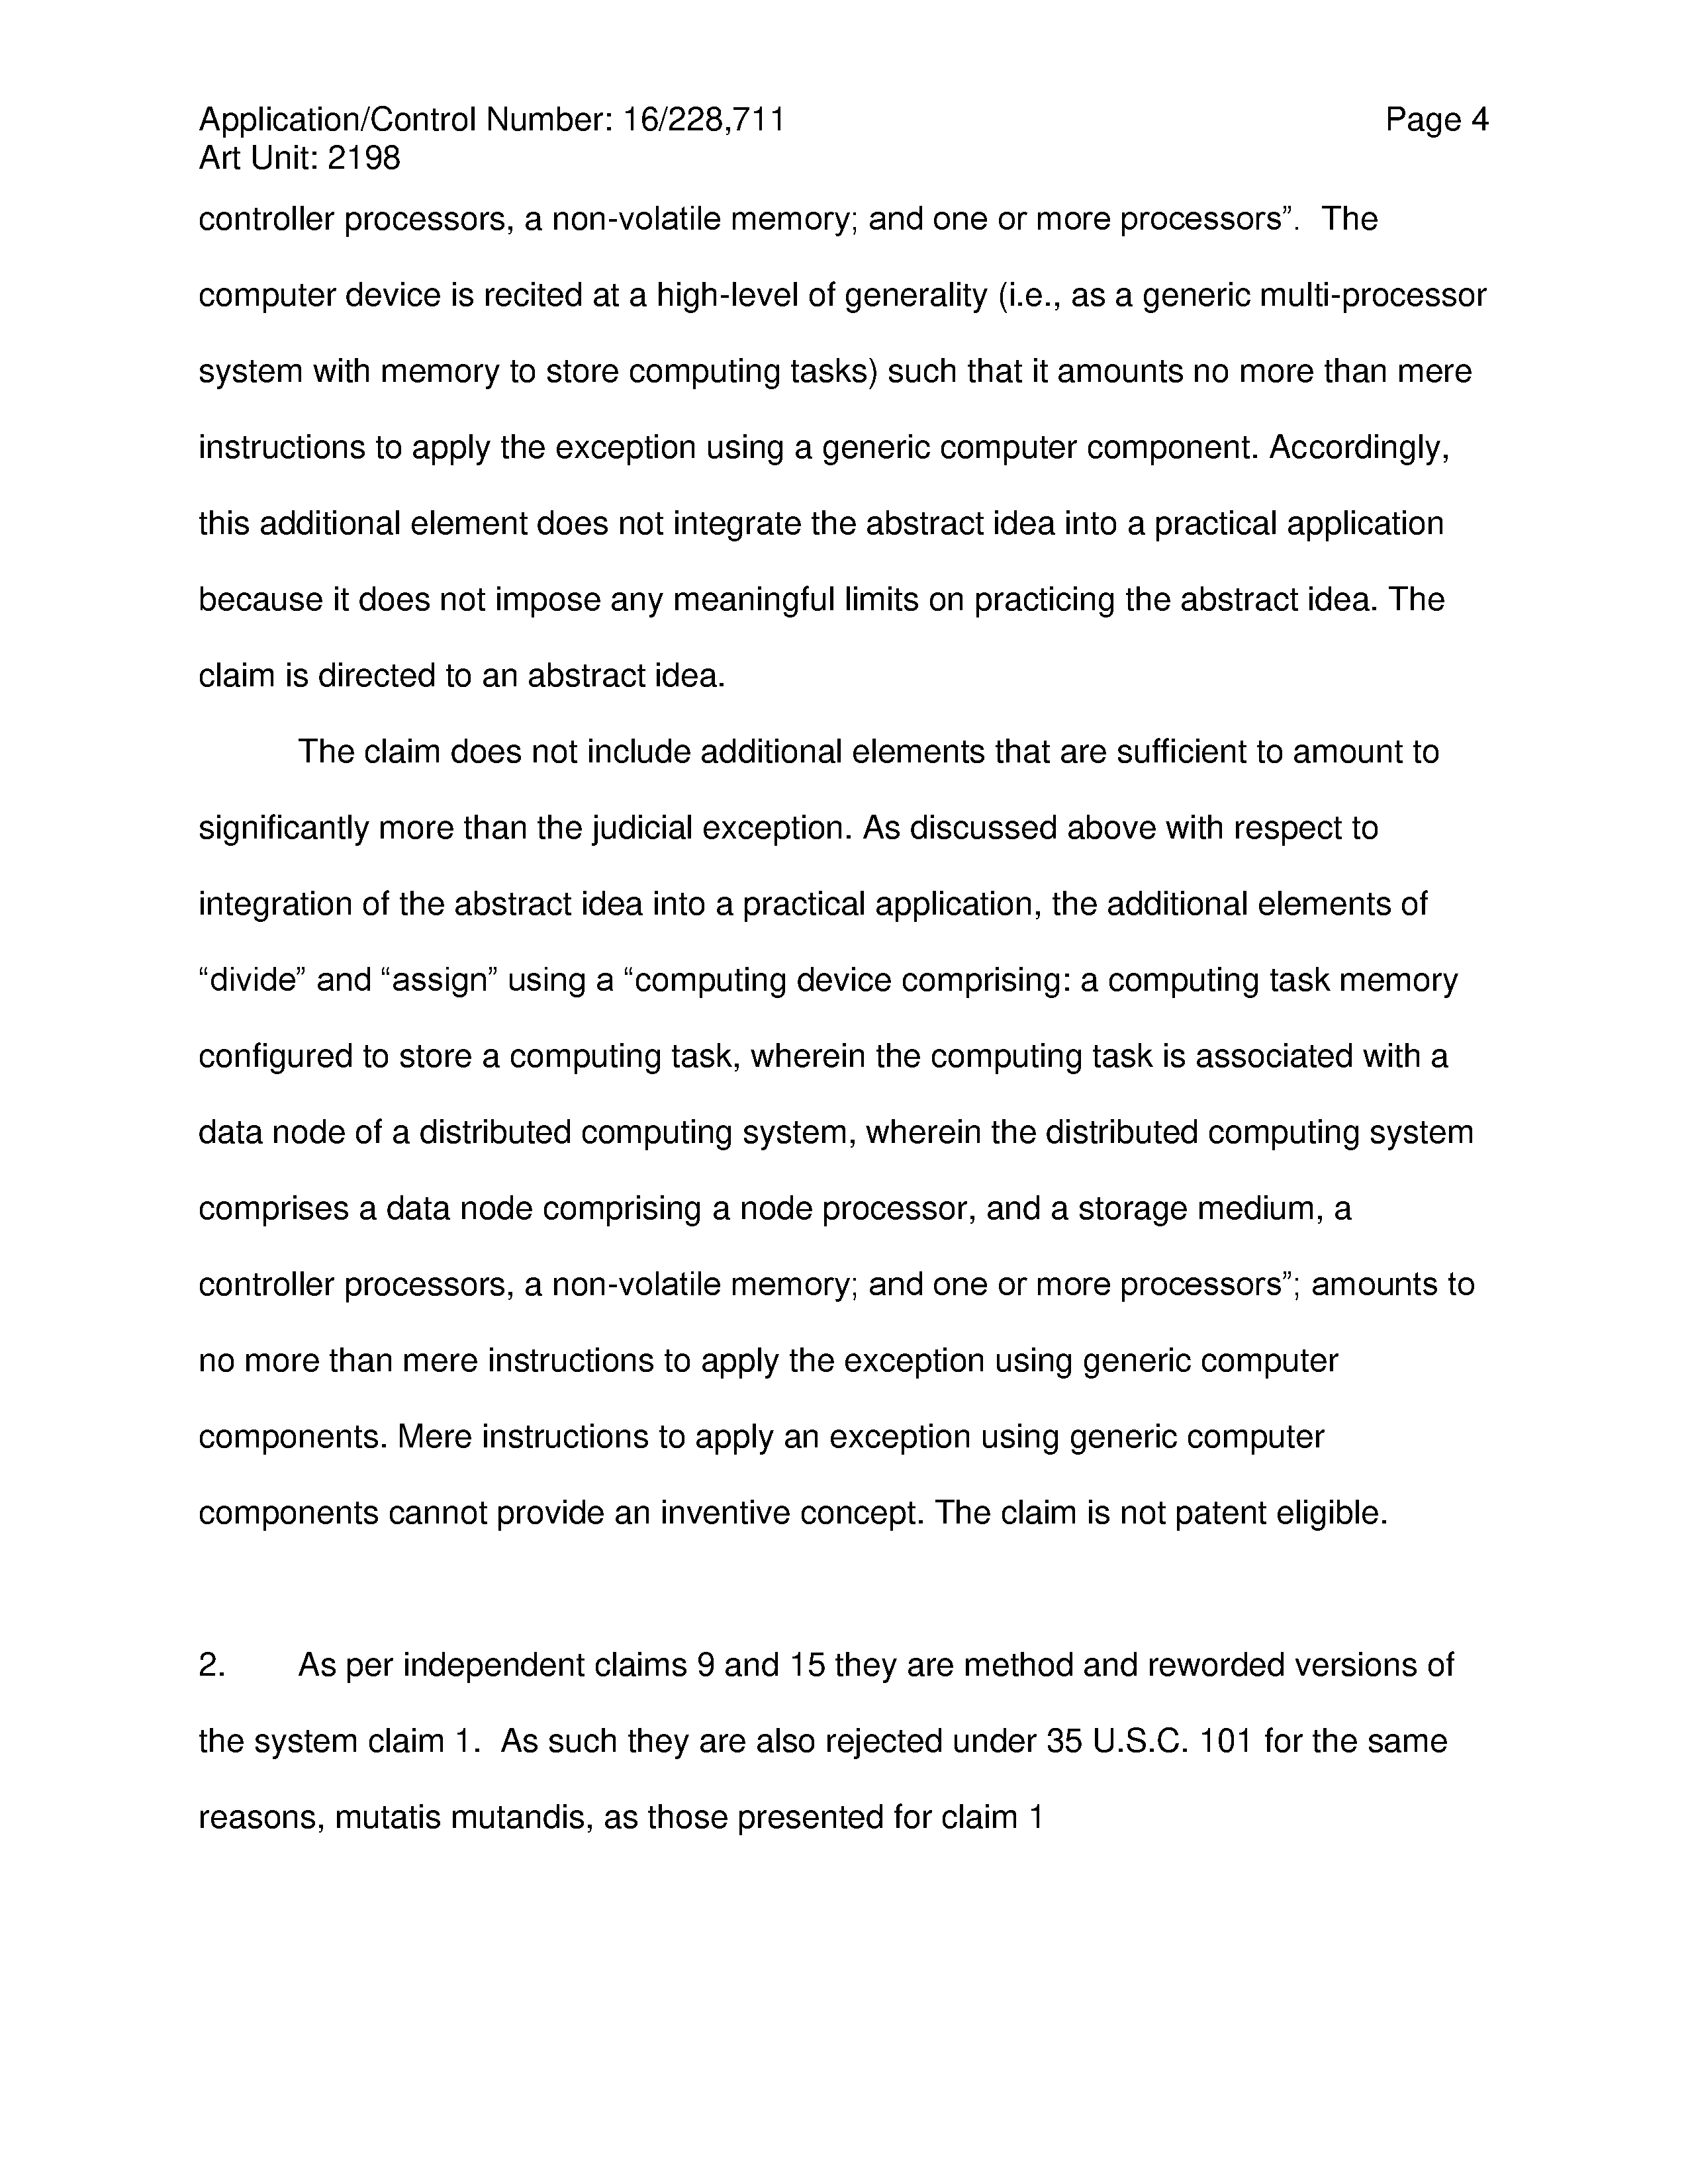 Application/Control Number: 16/228,711 Page 4
Art Unit: 2198
controller processors, a non-volatile memory; and one or more processors”.  The
computer device is recited at a high-level of generality (i.e., as a generic multi-processor
system with memory to store computing tasks) such that it amounts no more than mere
instructions to apply the exception using a generic computer component. Accordingly,
this additional element does not integrate the abstract idea into a practical application
because it does not impose any meaningful limits on practicing the abstract idea. The
claim is directed to an abstract idea.
The claim does not include additional elements that are sufficient to amount to
significantly more than the judicial exception. As discussed above with respect to
integration of the abstract idea into a practical application, the additional elements of
“divide” and “assign” using a “computing device comprising: a computing task memory
configured to store a computing task, wherein the computing task is associated with a
data node of a distributed computing system, wherein the distributed computing system
comprises a data node comprising a node processor, and a storage medium, a
controller processors, a non-volatile memory; and one or more processors”; amounts to
no more than mere instructions to apply the exception using generic computer
components. Mere instructions to apply an exception using generic computer
components cannot provide an inventive concept. The claim is not patent eligible.
2. As per independent claims 9 and 15 they are method and reworded versions of
the system claim 1.  As such they are also rejected under 35 U.S.C. 101 for the same
reasons, mutatis mutandis, as those presented for claim 1